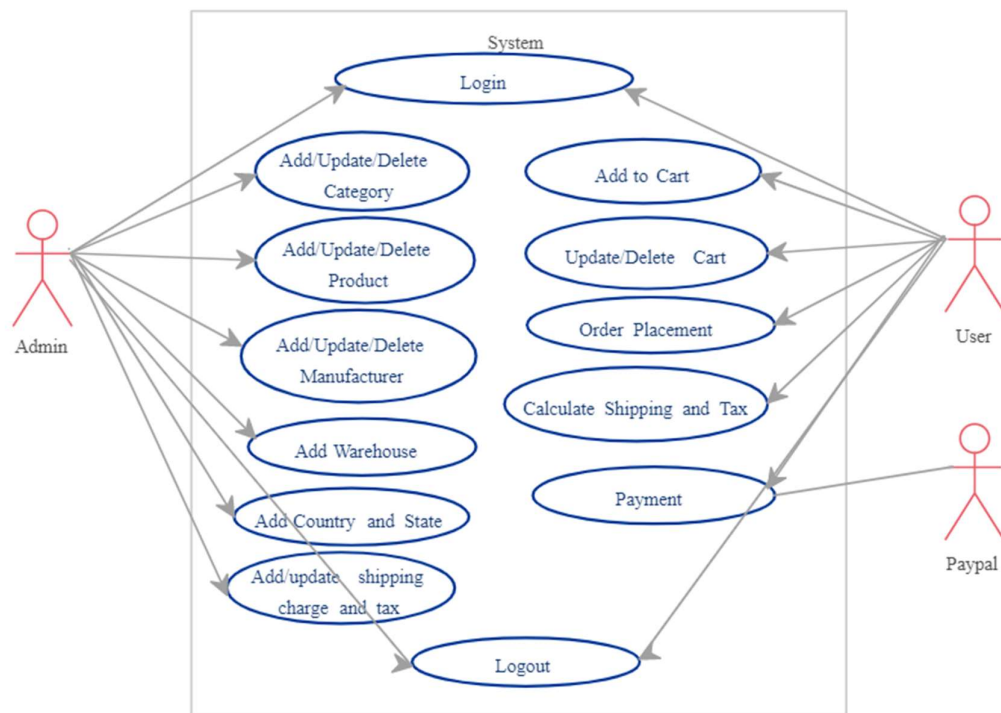 System
Login
Add/Update/Delete
Category
Add to Cart
Add/Update/Delete
Product
Update/Delete Cart
Admin
User
Order Placement
Add/Update/Delete
Manufacturer
Calculate Shipping and Tax
Add Warehouse
Payment
Add Country and State
Paypal
Add/update shipping
charge and tax
Logout